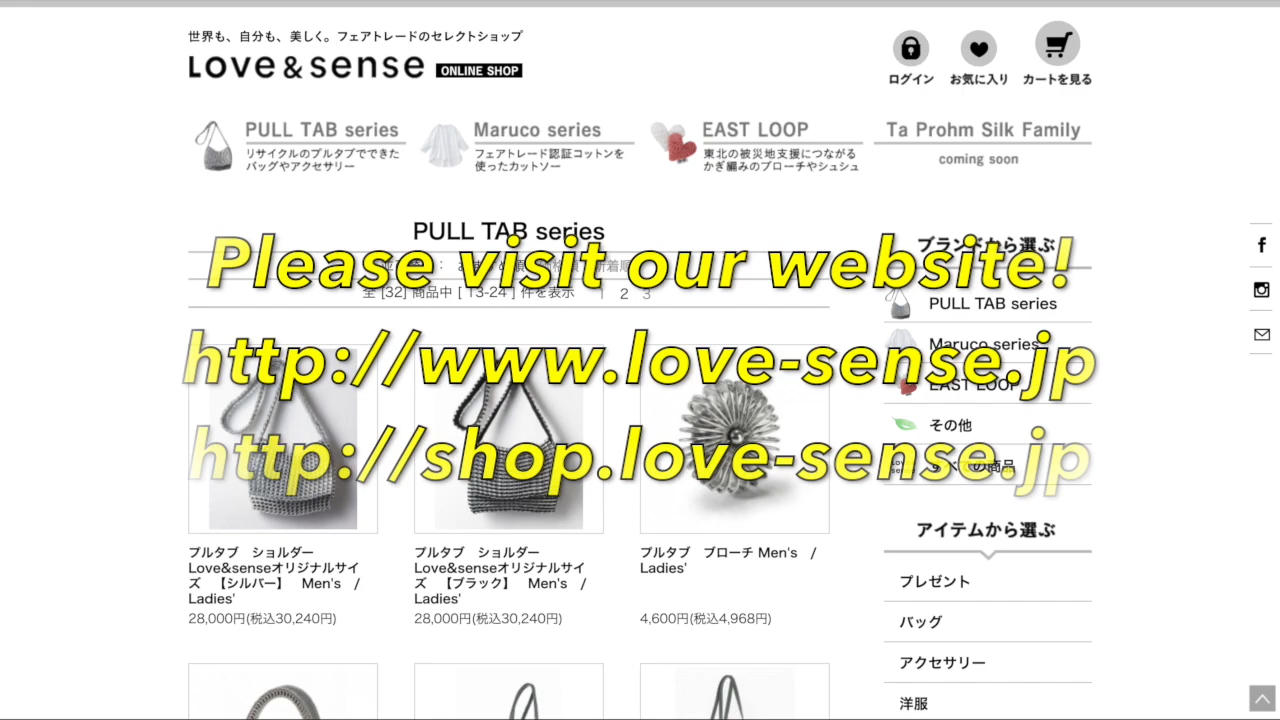 世界も、自分も、美しく。フェアトレードのセレクトショップ
Love & sense ONLINE SHOP
ログイン お気に入り カートを見る
PULL TAB series
リサイクルのプルタブでできた
バッグやアクセサリー
Maruco series
フェアトレード認証コットンを
使ったカットソー
EAST LOOP
東北の被災地支援につながる
かぎ編みのブローチやシュシュ
Ta Prohm Silk Family
coming soon
PULL TAB series
Please visit our website!
http://www.love-sense.jp
http://shop.love-sense.jp
全 [32] 商品中 [ 13-24 ] 件を表示 1 2 3
プルタブ　ショルダー
Love&senseオリジナルサイ
ズ　【シルバー】　Men's　/
Ladies'
28,000円(税込30,240円)
プルタブ　ショルダー
Love&senseオリジナルサイ
ズ　【ブラック】　Men's　/
Ladies'
28,000円(税込30,240円)
プルタブ　ブローチ Men's　/
Ladies'
4,600円(税込4,968円)
ブランドから選ぶ
PULL TAB series
Maruco series
EAST LOOP
その他
アイテムから選ぶ
プレゼント
バッグ
アクセサリー
洋服